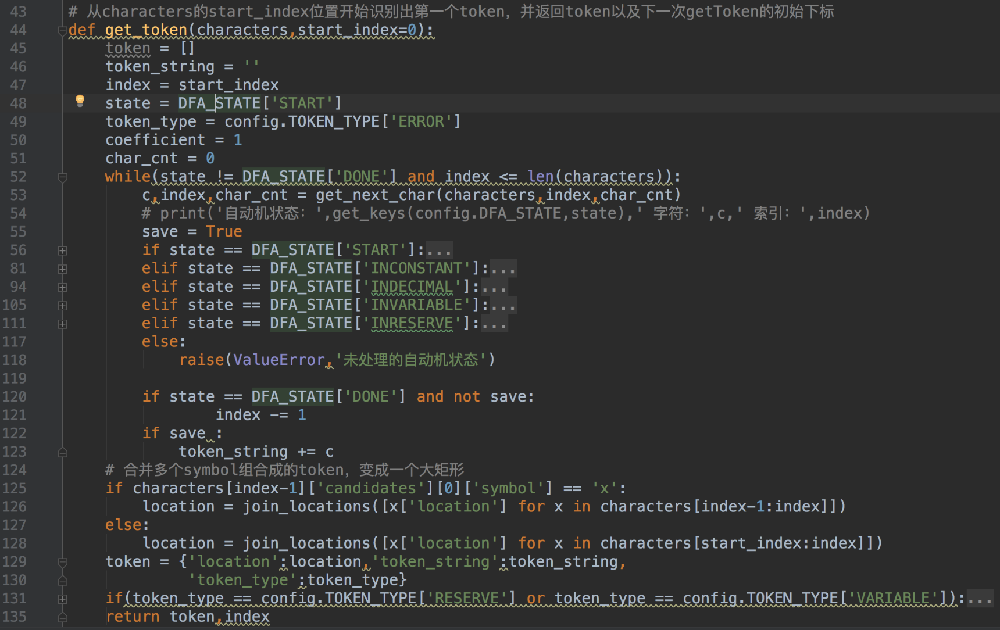 43 # 从characters的start_index位置开始识别出第一个token，并返回token以及下一次getToken的初始下标
44 def get_token(characters,start_index=0):
45 token = []
46 token_string = ''
47 index = start_index
48 state = DFA_STATE['START']
49 token_type = config.TOKEN_TYPE['ERROR']
50 coefficient = 1
51 char_cnt = 0
52 while(state != DFA_STATE['DONE'] and index <= len(characters)):
53 c,index,char_cnt = get_next_char(characters,index,char_cnt)
54 # print('自动机状态：',get_keys(config.DFA_STATE,state),' 字符：',c,' 索引：',index)
55 save = True
56 if state == DFA_STATE['START']:...
81 elif state == DFA_STATE['INCONSTANT']:...
94 elif state == DFA_STATE['INDECIMAL']:...
105 elif state == DFA_STATE['INVARIABLE']:...
111 elif state == DFA_STATE['INRESERVE']:...
117 else:
118 raise(ValueError,'未处理的自动机状态')
119
120 if state == DFA_STATE['DONE'] and not save:
121 index -= 1
122 if save :
123 token_string += c
124 # 合并多个symbol组合成的token，变成一个大矩形
125 if characters[index-1]['candidates'][0]['symbol'] == 'x':
126 location = join_locations([x['location'] for x in characters[index-1:index]])
127 else:
128 location = join_locations([x['location'] for x in characters[start_index:index]])
129 token = {'location':location,'token_string':token_string,
130 'token_type':token_type}
131 if(token_type == config.TOKEN_TYPE['RESERVE'] or token_type == config.TOKEN_TYPE['VARIABLE']):...
135 return token,index